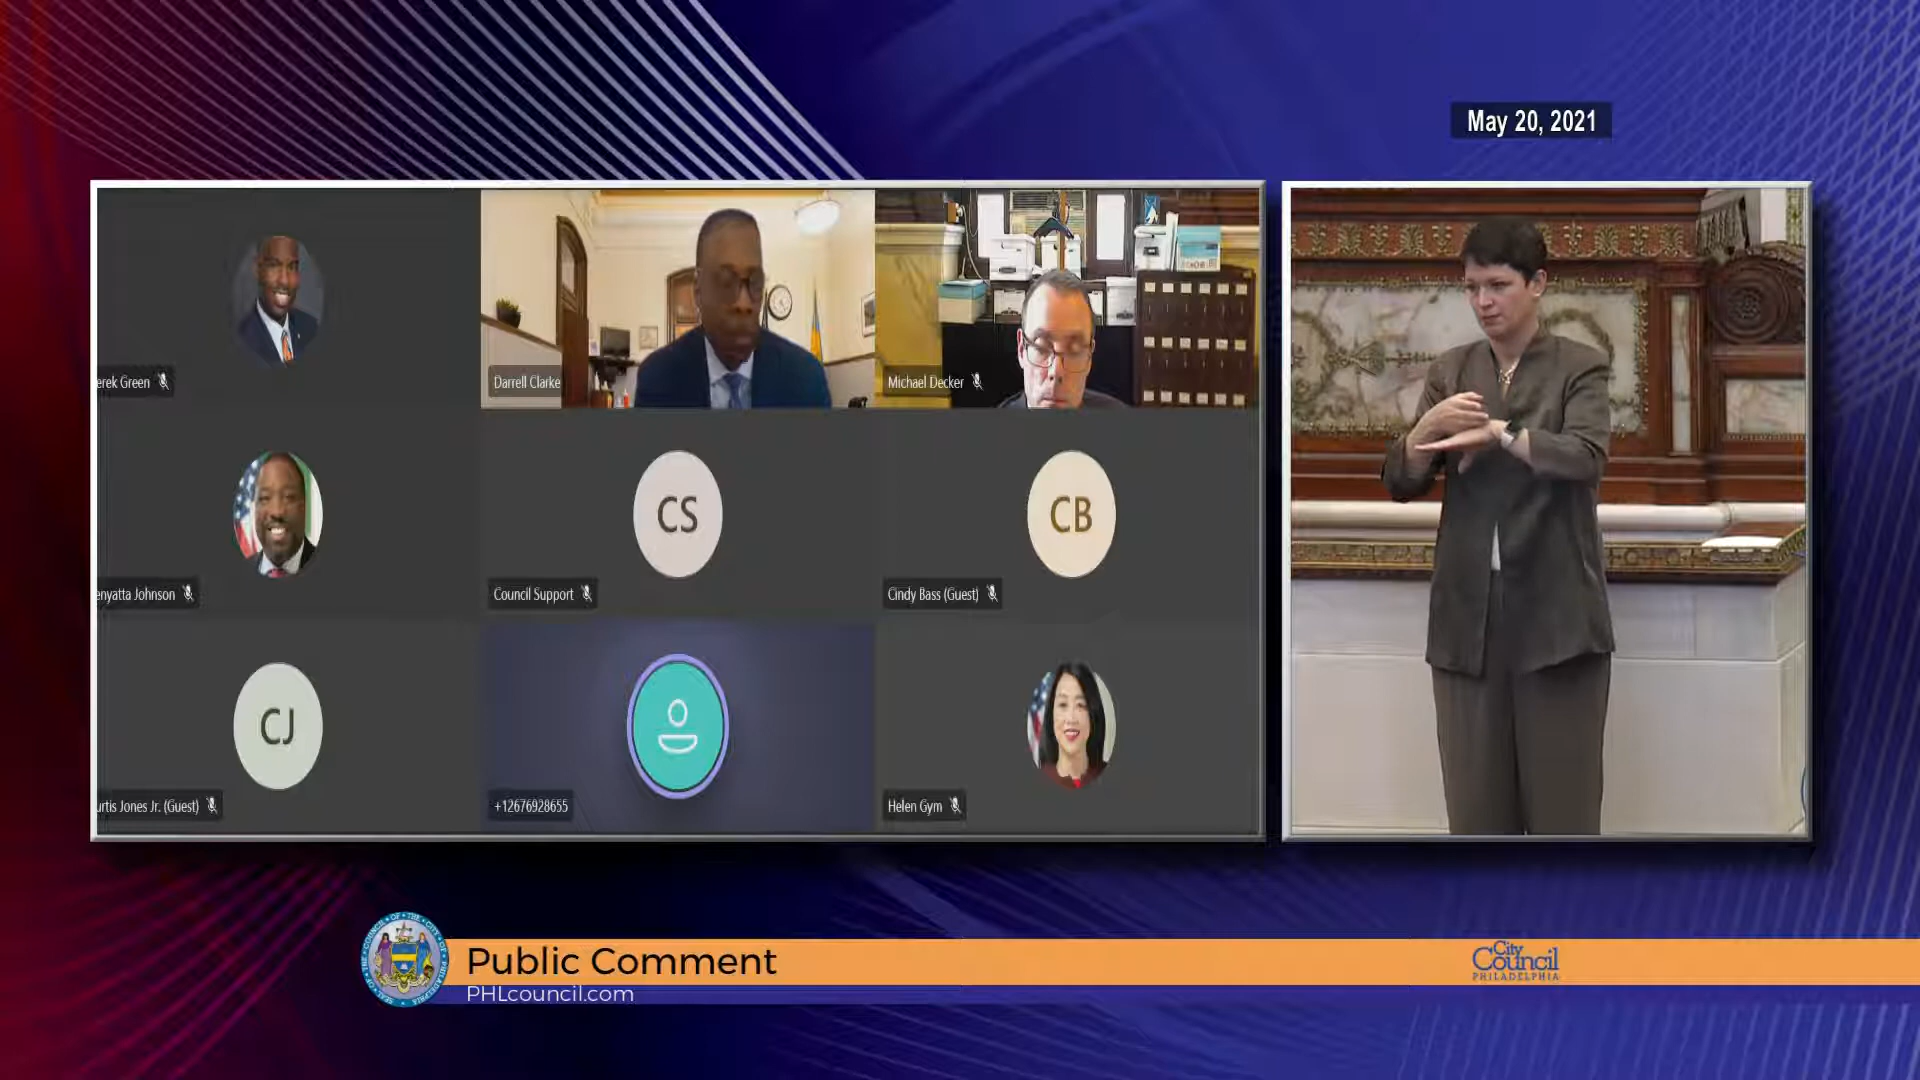 May 20, 2021
erek Green
Darrell Clarke
Michael Decker
enyatta Johnson
CS
Council Support
CB
Cindy Bass (Guest)
CJ
urtis Jones Jr. (Guest)
+12676928655
Helen Gym
Public Comment
PHLcouncil.com
City
Council
PHILADELPHIA